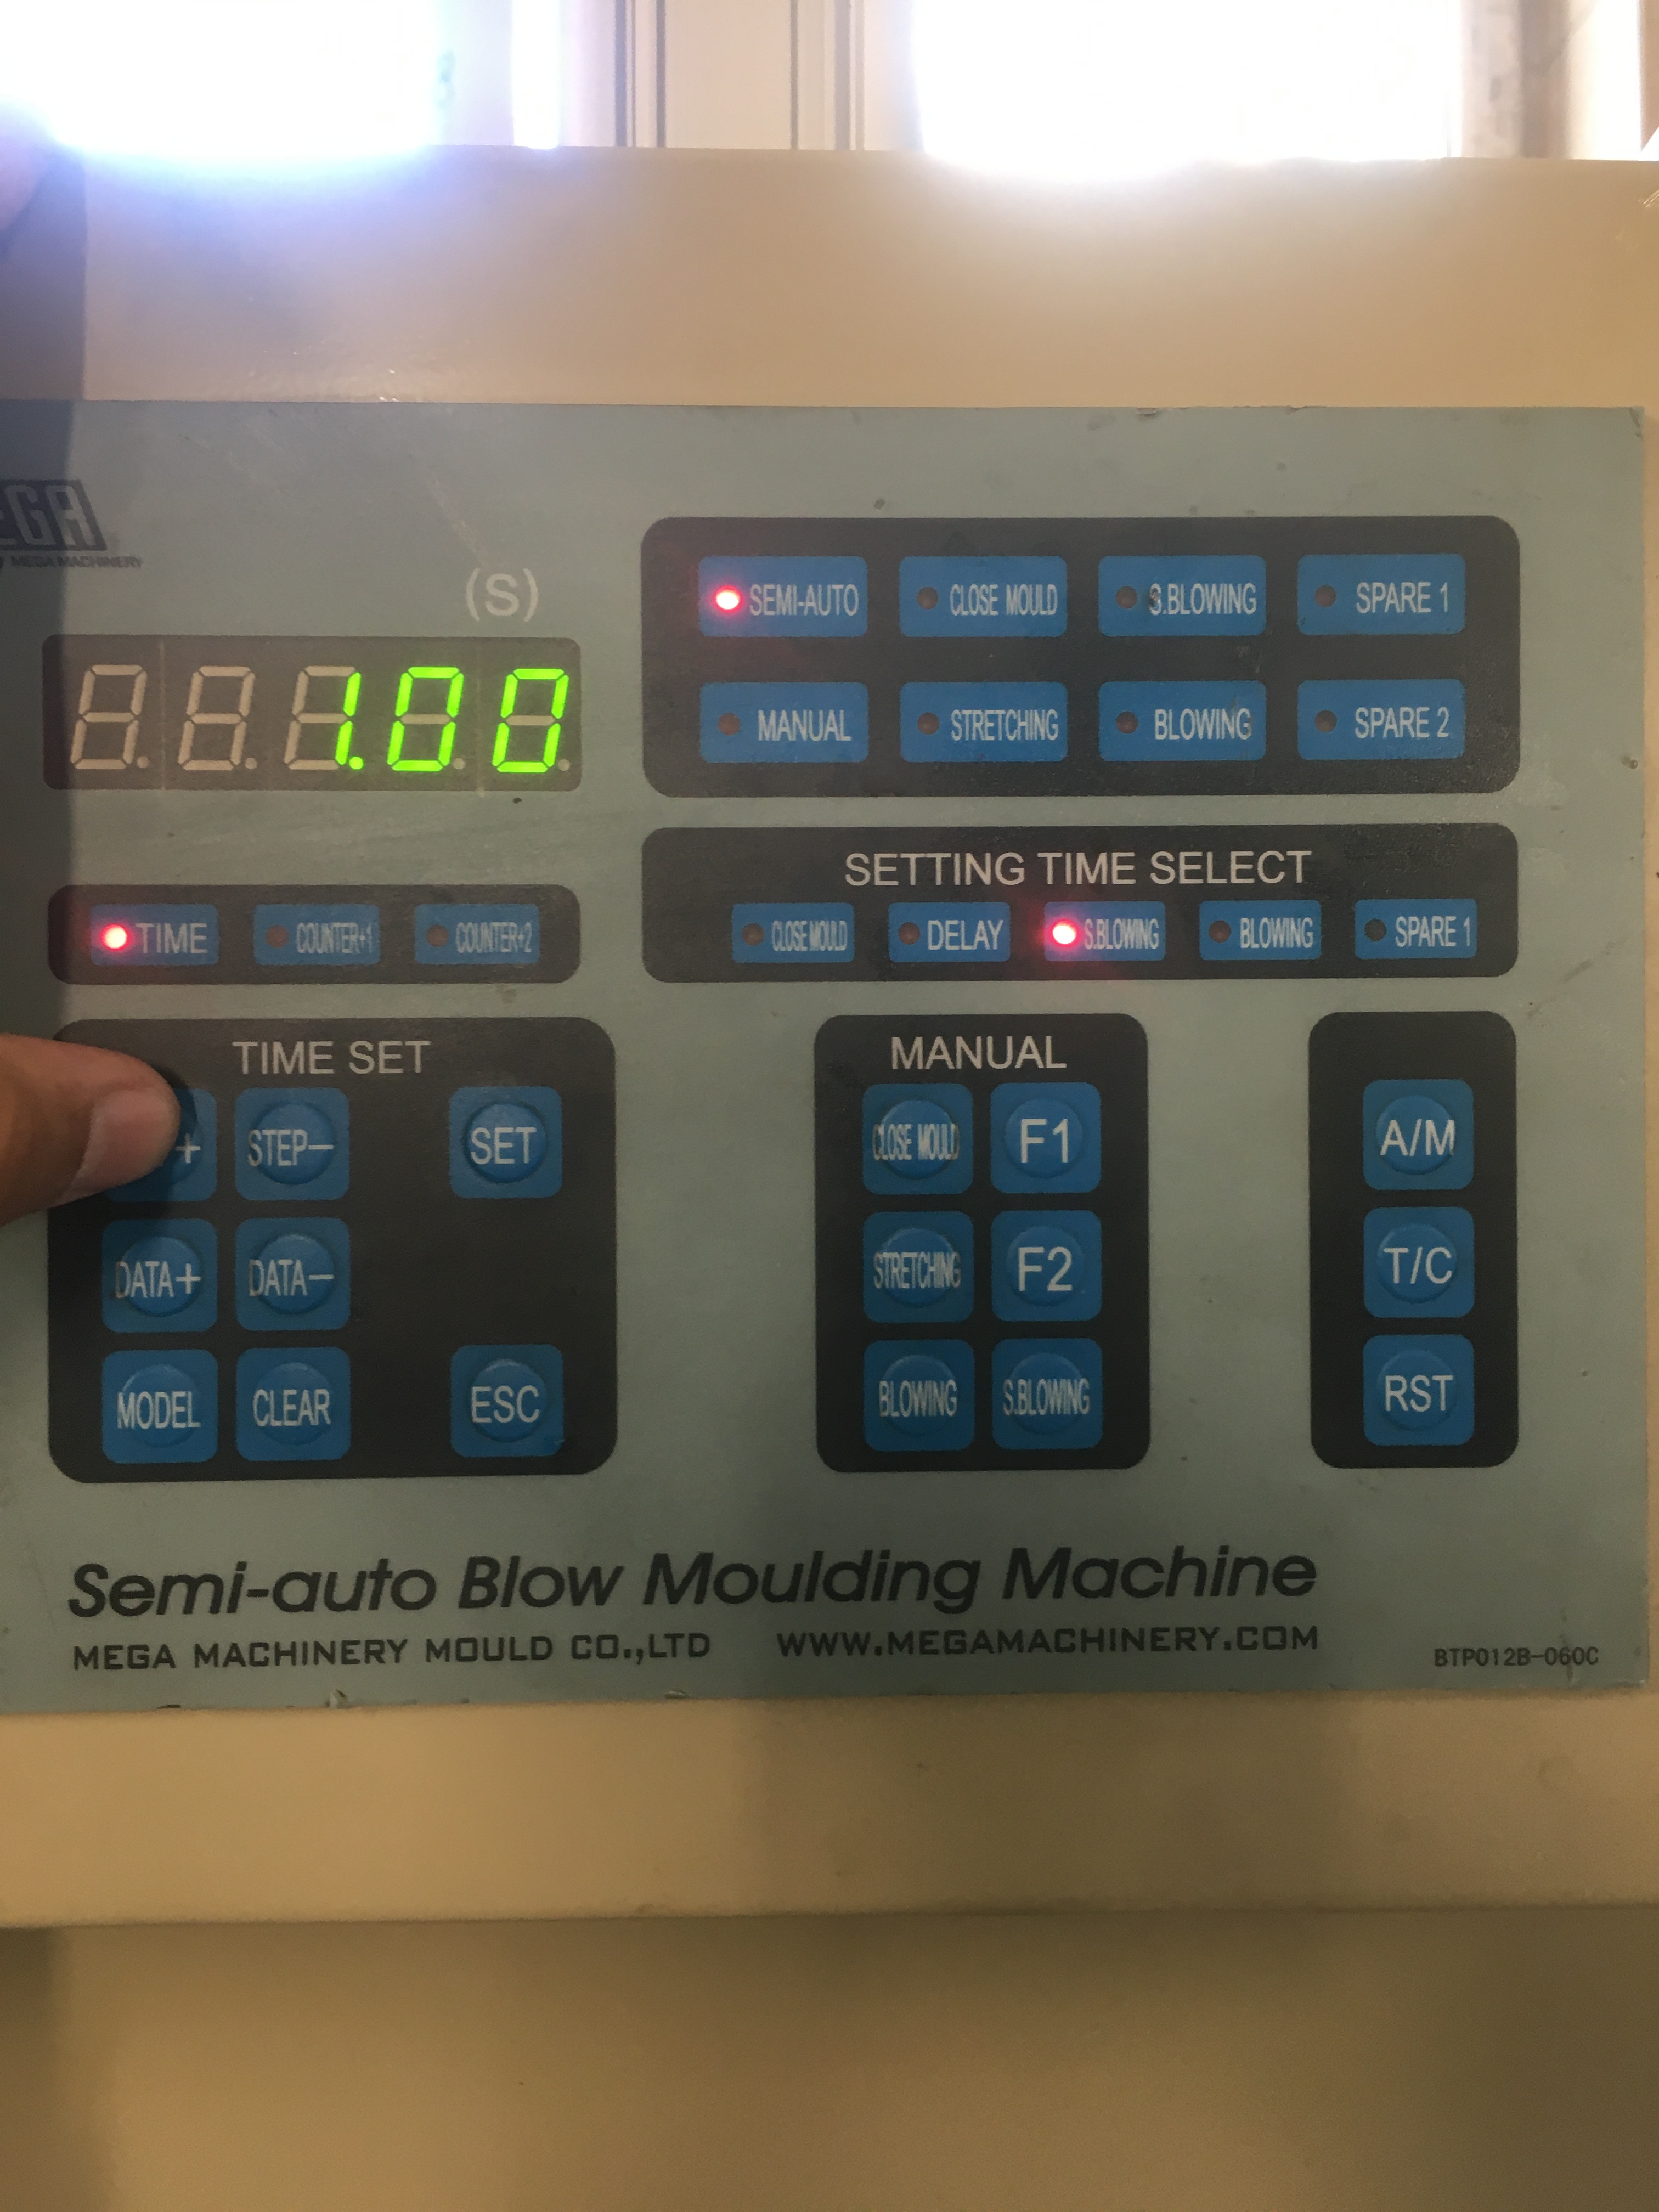 MEGA MACHINERY
(S)
1.00
SEMI-AUTO CLOSE MOULD S.BLOWING SPARE 1
MANUAL STRETCHING BLOWING SPARE 2
SETTING TIME SELECT
TIME COUNTER+1 COUNTER+2
CLOSE MOULD DELAY S.BLOWING BLOWING SPARE 1
TIME SET
STEP− SET
DATA+ DATA−
MODEL CLEAR ESC
MANUAL
CLOSE MOULD F1
STRETCHING F2
BLOWING S.BLOWING
A/M
T/C
RST
Semi-auto Blow Moulding Machine
MEGA MACHINERY MOULD CO.,LTD WWW.MEGAMACHINERY.COM
BTP012B-060C